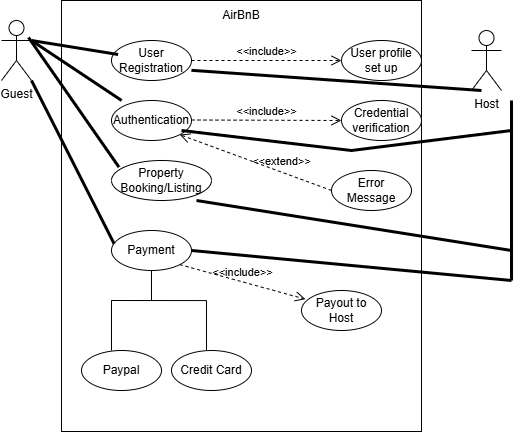 AirBnB
User
Registration
<<include>>
User profile
set up
Guest
Host
Authentication
<<include>>
Credential
verification
<<extend>>
Property
Booking/Listing
Error
Message
Payment
<<include>>
Payout to
Host
Paypal
Credit Card